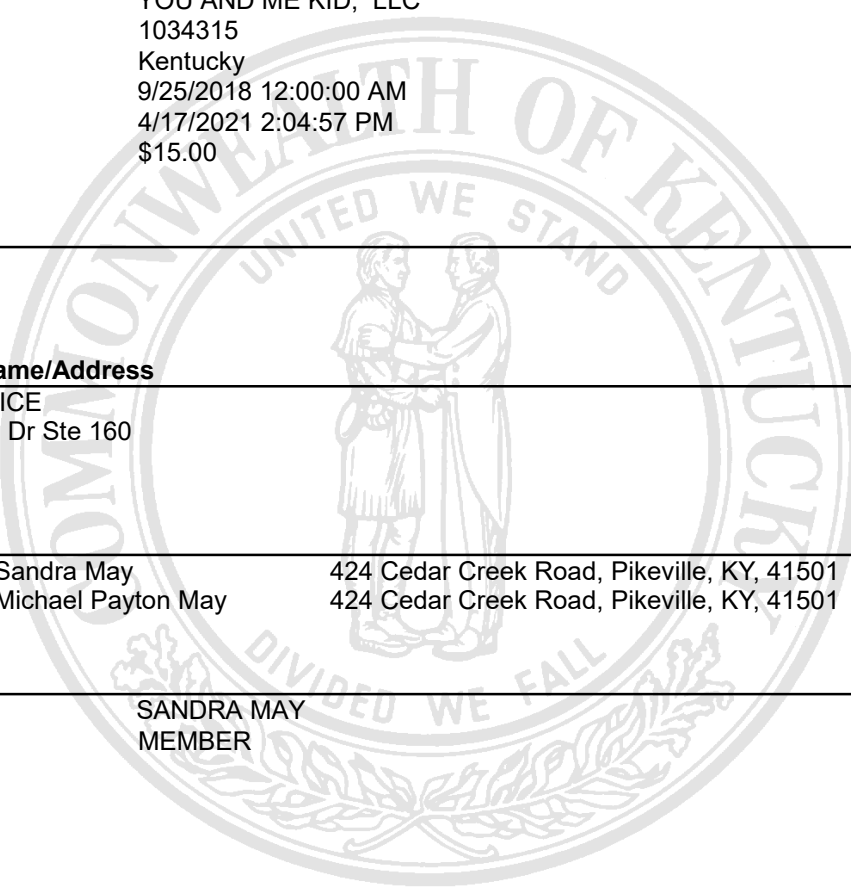 YOU AND ME KID, LLC
1034315
Kentucky
9/25/2018 12:00:00 AM
4/17/2021 2:04:57 PM
$15.00
COMMONWEALTH OF KENTUCKY
UNITED WE STAND
ame/Address
ICE
Dr Ste 160
Sandra May 424 Cedar Creek Road, Pikeville, KY, 41501
Michael Payton May 424 Cedar Creek Road, Pikeville, KY, 41501
DIVIDED WE FALL
SANDRA MAY
MEMBER